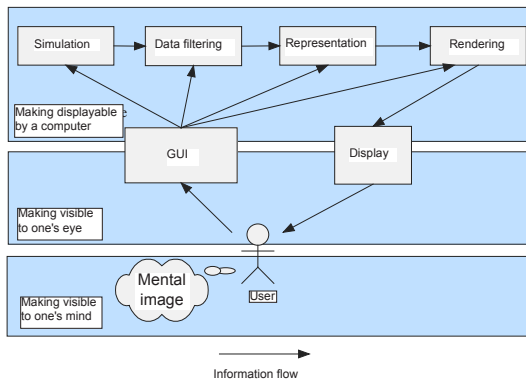 Simulation
Data filtering
Representation
Rendering
Making displayable
by a computer
GUI
Display
Making visible
to one's eye
Mental
image
User
Making visible
to one's mind
Information flow